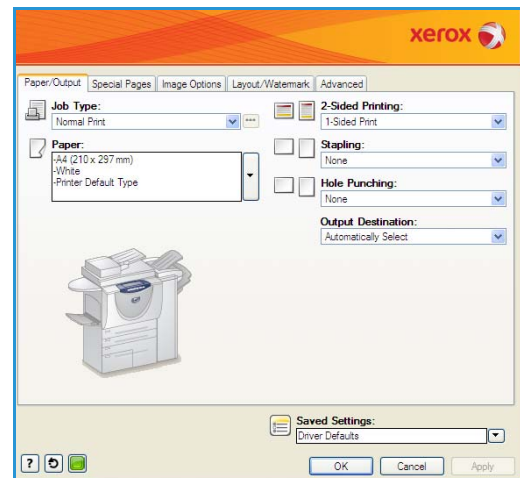 xerox
Paper/Output Special Pages Image Options Layout/Watermark Advanced
Job Type:
Normal Print
Paper:
-A4 (210 x 297 mm)
-White
-Printer Default Type
2-Sided Printing:
1-Sided Print
Stapling:
None
Hole Punching:
None
Output Destination:
Automatically Select
Saved Settings:
Driver Defaults
?
OK Cancel Apply